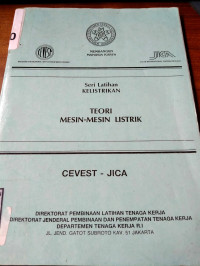 PEMBANGUNAN
Seri Latihan
KELISTRIKAN
TEORI
MESIN-MESIN LISTRIK
CEVEST - JICA
DIREKTORAT PEMBINAAN LATIHAN TENAGA KERJA
DIREKTORAT JENDERAL PEMBINAAN DAN PENEMPATAN TENAGA KERJA
DEPARTEMEN TENAGA KERJA R.I
JL. JEND. GATOT SUBROTO KAV. 51 JAKARTA